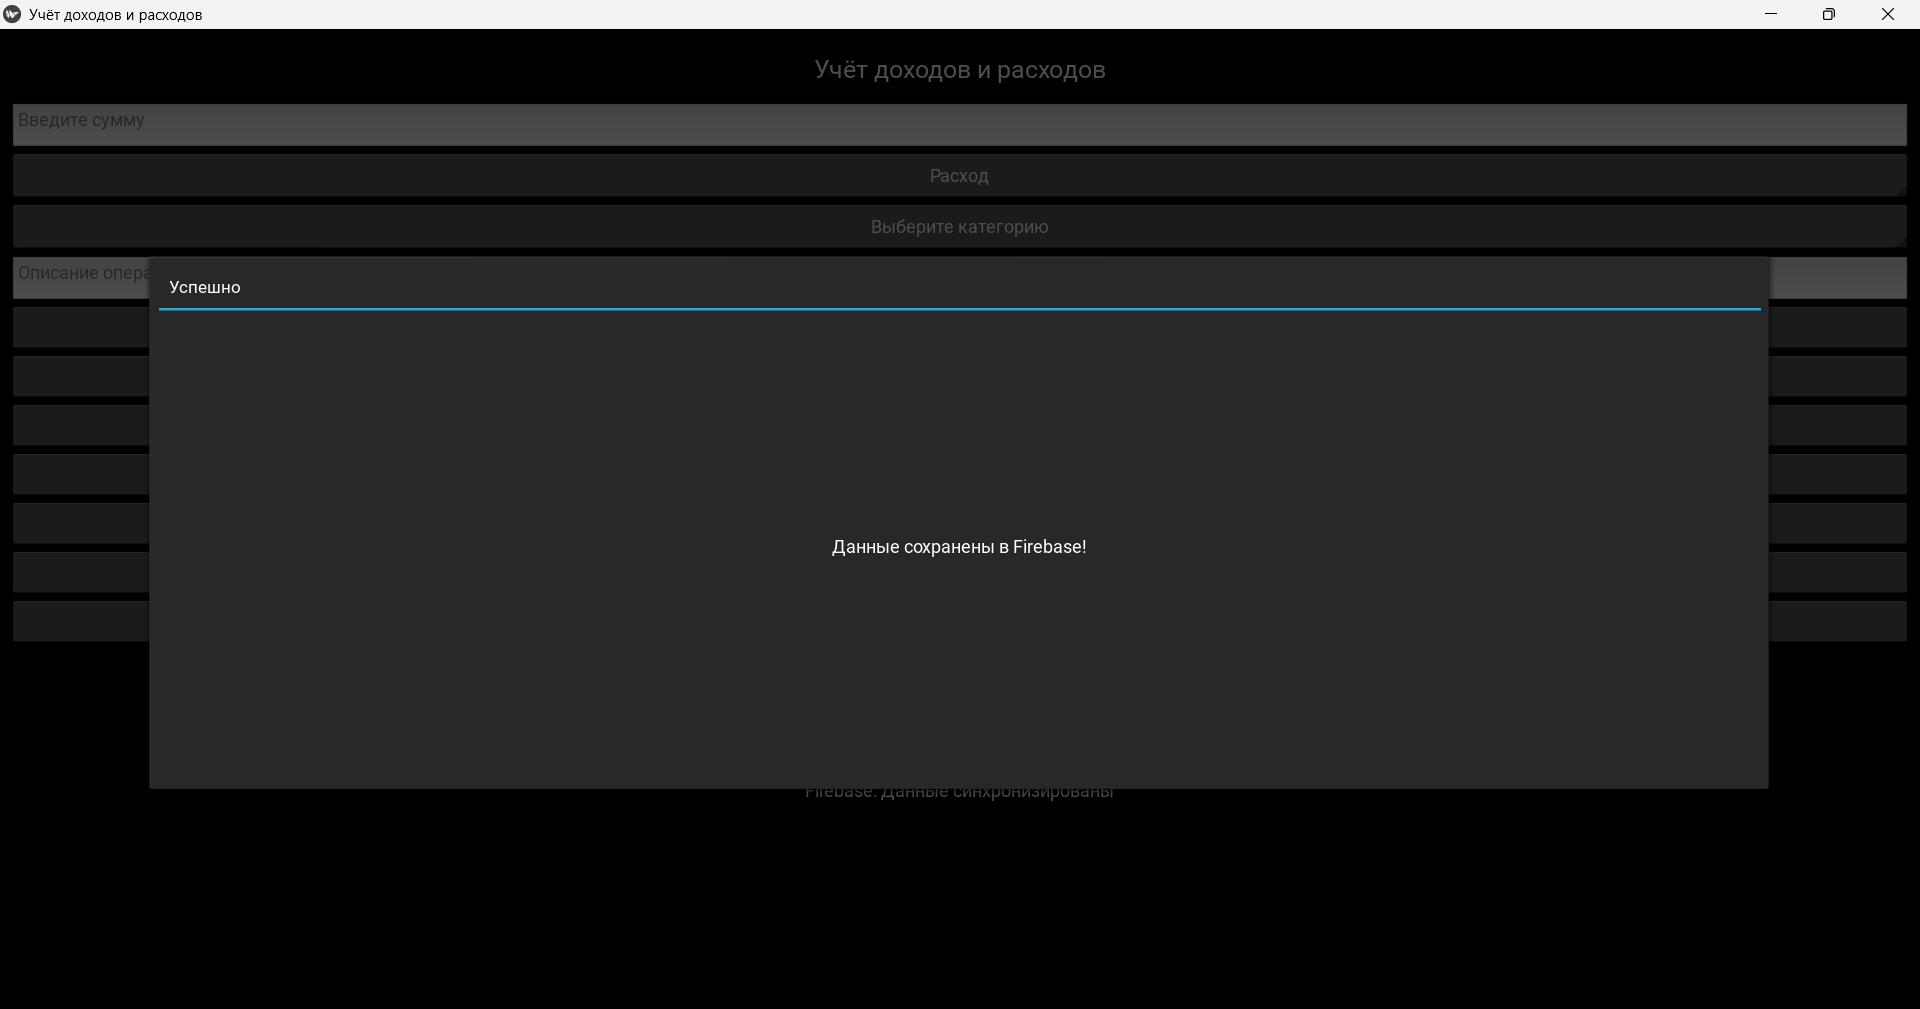 Учёт доходов и расходов
Учёт доходов и расходов
Введите сумму
Расход
Выберите категорию
Описание опера
Успешно
Данные сохранены в Firebase!
Firebase: Данные синхронизированы